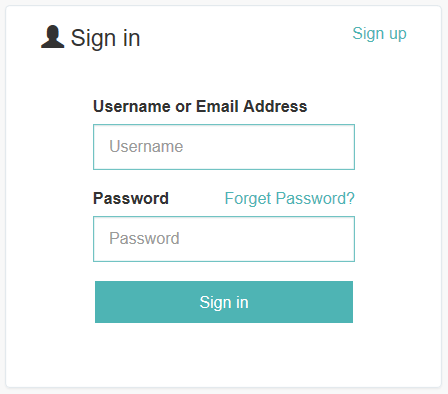 Sign in
Sign up
Username or Email Address
Username
Password
Forget Password?
Password
Sign in